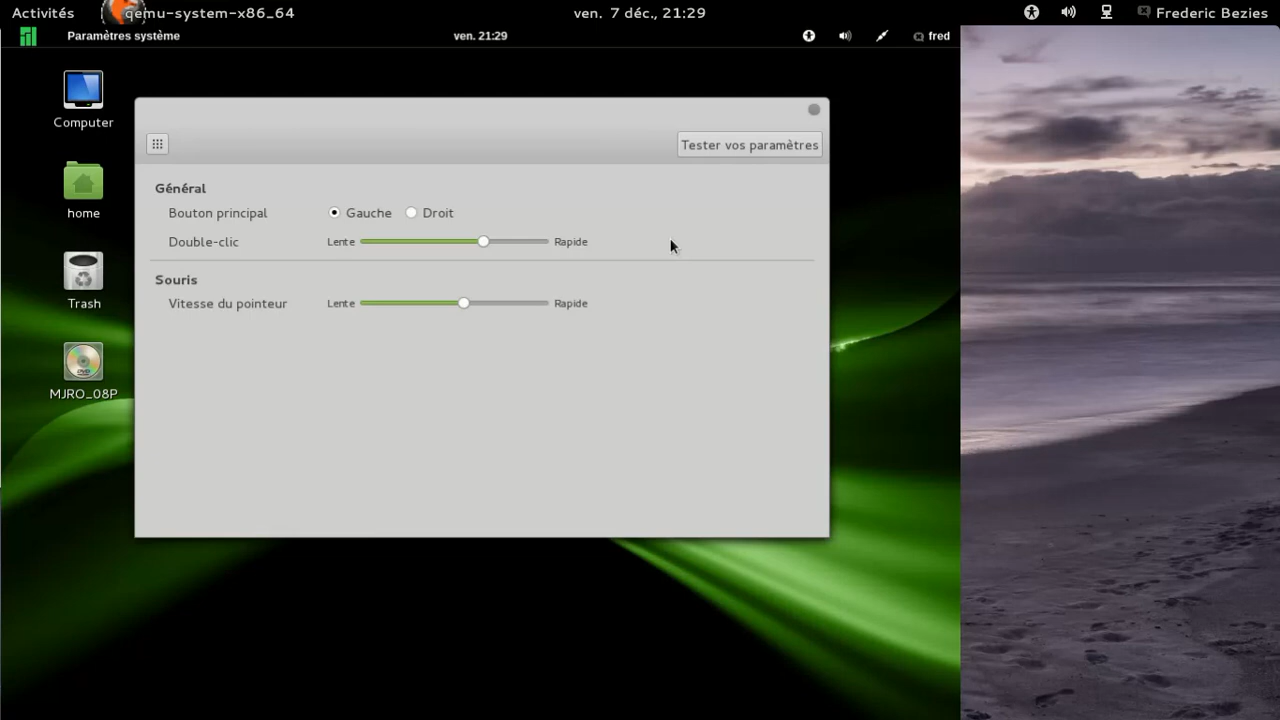 Activités qemu-system-x86_64 ven. 7 déc., 21:29 Frederic Bezies
Paramètres système ven. 21:29 fred
Computer
home
Trash
DVD
MJRO_08P
Tester vos paramètres
Général
Bouton principal Gauche Droit
Double-clic Lente Rapide
Souris
Vitesse du pointeur Lente Rapide